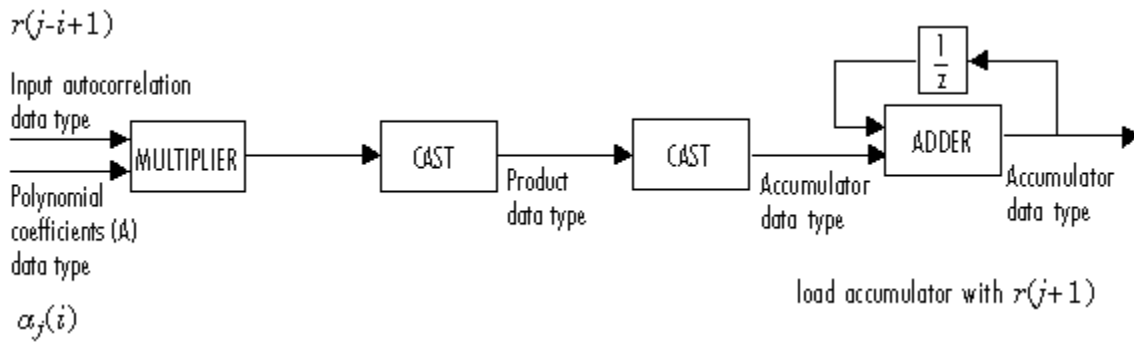 r(j-i+1)
Input autocorrelation
data type
MULTIPLIER
Polynomial
coefficients (A)
data type
αj(i)
CAST
Product
data type
CAST
Accumulator
data type
1
z
ADDER
Accumulator
data type
load accumulator with r(j+1)